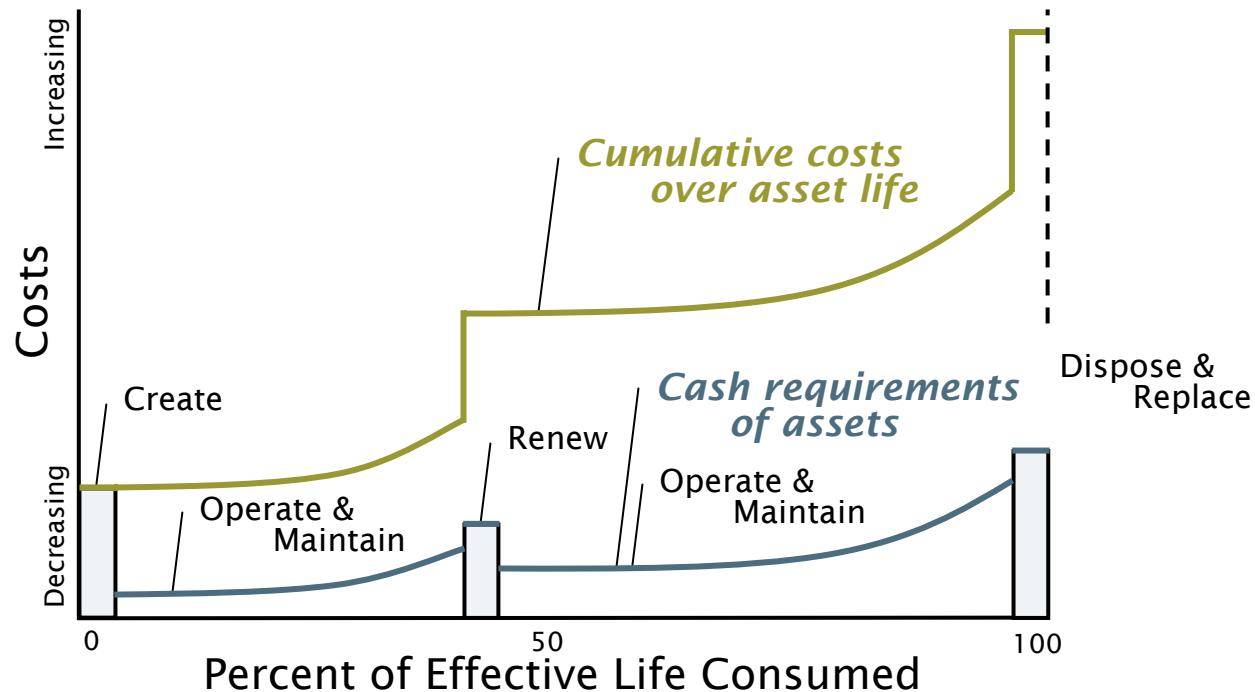 Increasing
Cumulative costs
over asset life
Costs
Create
Cash requirements
of assets
Dispose &
Replace
Renew
Operate &
Maintain
Operate &
Maintain
Decreasing
0
50
100
Percent of Effective Life Consumed